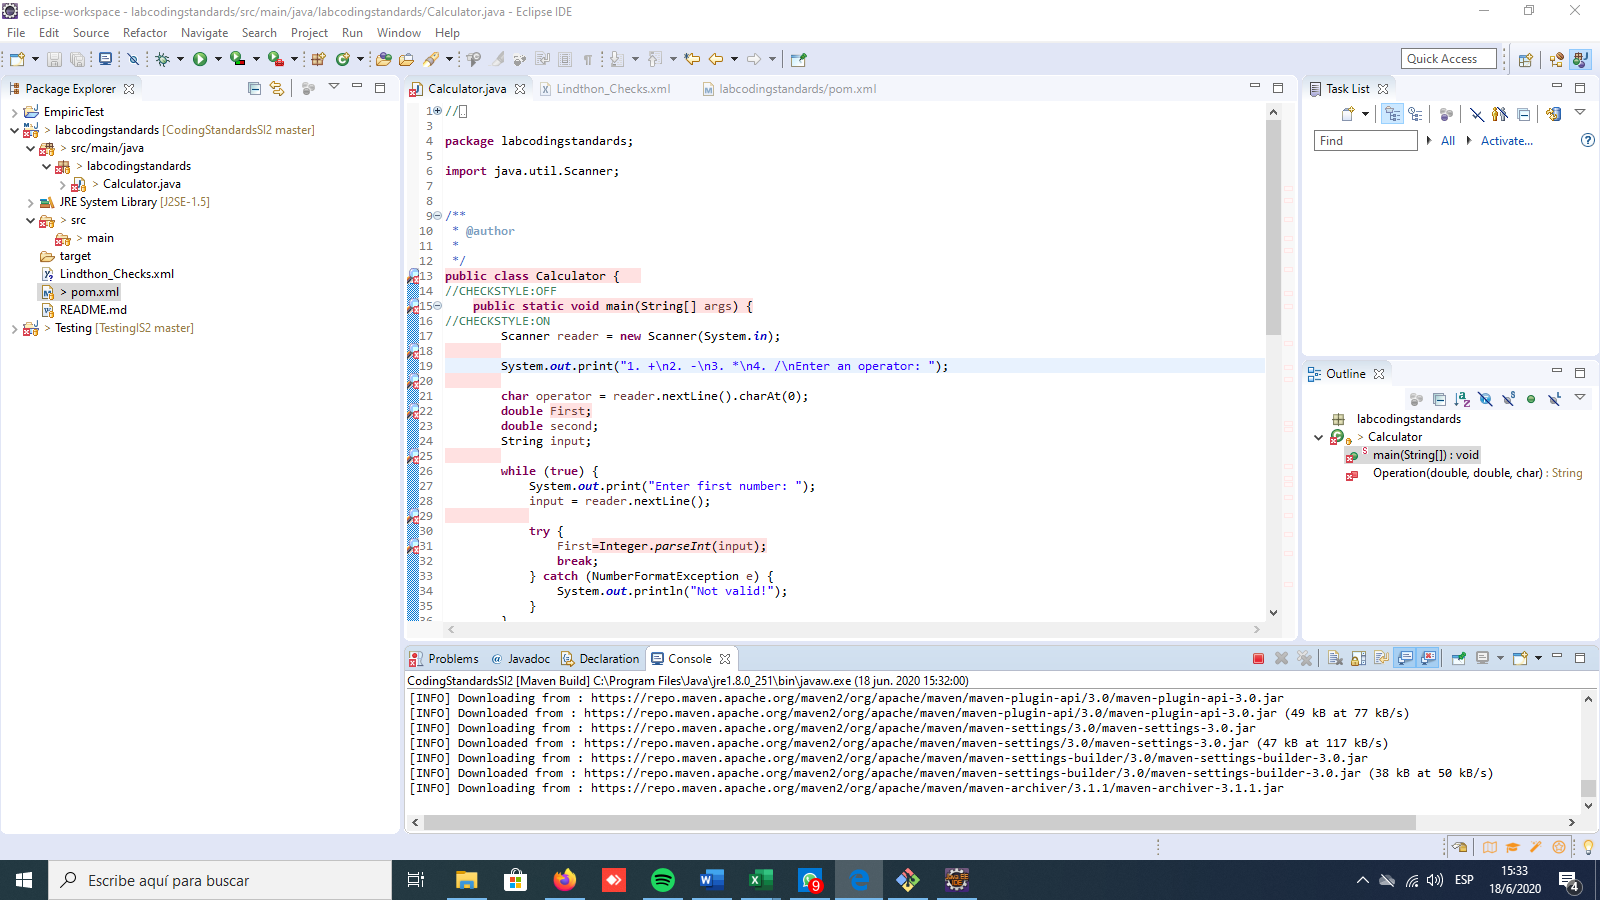 eclipse-workspace - labcodingstandards/src/main/java/labcodingstandards/Calculator.java - Eclipse IDE
File Edit Source Refactor Navigate Search Project Run Window Help
Quick Access
Package Explorer
EmpiricTest
> labcodingstandards [CodingStandardsSI2 master]
> src/main/java
> labcodingstandards
> Calculator.java
JRE System Library [J2SE-1.5]
> src
> main
target
Lindthon_Checks.xml
> pom.xml
README.md
> Testing [TestingIS2 master]
Calculator.java Lindthon_Checks.xml labcodingstandards/pom.xml
1 //
3
4 package labcodingstandards;
5
6 import java.util.Scanner;
7
8
9 /**
10 * @author
11 *
12 */
13 public class Calculator {
14 //CHECKSTYLE:OFF
15 public static void main(String[] args) {
16 //CHECKSTYLE:ON
17 Scanner reader = new Scanner(System.in);
18
19 System.out.print("1. +\n2. -\n3. *\n4. /\nEnter an operator: ");
20
21 char operator = reader.nextLine().charAt(0);
22 double First;
23 double second;
24 String input;
25
26 while (true) {
27 System.out.print("Enter first number: ");
28 input = reader.nextLine();
29
30 try {
31 First=Integer.parseInt(input);
32 break;
33 } catch (NumberFormatException e) {
34 System.out.println("Not valid!");
35 }
36 }
Task List
Find All Activate...
Outline
labcodingstandards
> Calculator
main(String[]) : void
Operation(double, double, char) : String
Problems @ Javadoc Declaration Console
CodingStandardsSI2 [Maven Build] C:\Program Files\Java\jre1.8.0_251\bin\javaw.exe (18 jun. 2020 15:32:00)
[INFO] Downloading from : https://repo.maven.apache.org/maven2/org/apache/maven/maven-plugin-api/3.0/maven-plugin-api-3.0.jar
[INFO] Downloaded from : https://repo.maven.apache.org/maven2/org/apache/maven/maven-plugin-api/3.0/maven-plugin-api-3.0.jar (49 kB at 77 kB/s)
[INFO] Downloading from : https://repo.maven.apache.org/maven2/org/apache/maven/maven-settings/3.0/maven-settings-3.0.jar
[INFO] Downloaded from : https://repo.maven.apache.org/maven2/org/apache/maven/maven-settings/3.0/maven-settings-3.0.jar (47 kB at 117 kB/s)
[INFO] Downloading from : https://repo.maven.apache.org/maven2/org/apache/maven/maven-settings-builder/3.0/maven-settings-builder-3.0.jar
[INFO] Downloaded from : https://repo.maven.apache.org/maven2/org/apache/maven/maven-settings-builder/3.0/maven-settings-builder-3.0.jar (38 kB at 50 kB/s)
[INFO] Downloading from : https://repo.maven.apache.org/maven2/org/apache/maven/maven-archiver/3.1.1/maven-archiver-3.1.1.jar
Escribe aquí para buscar
9
ESP
15:33
18/6/2020
4